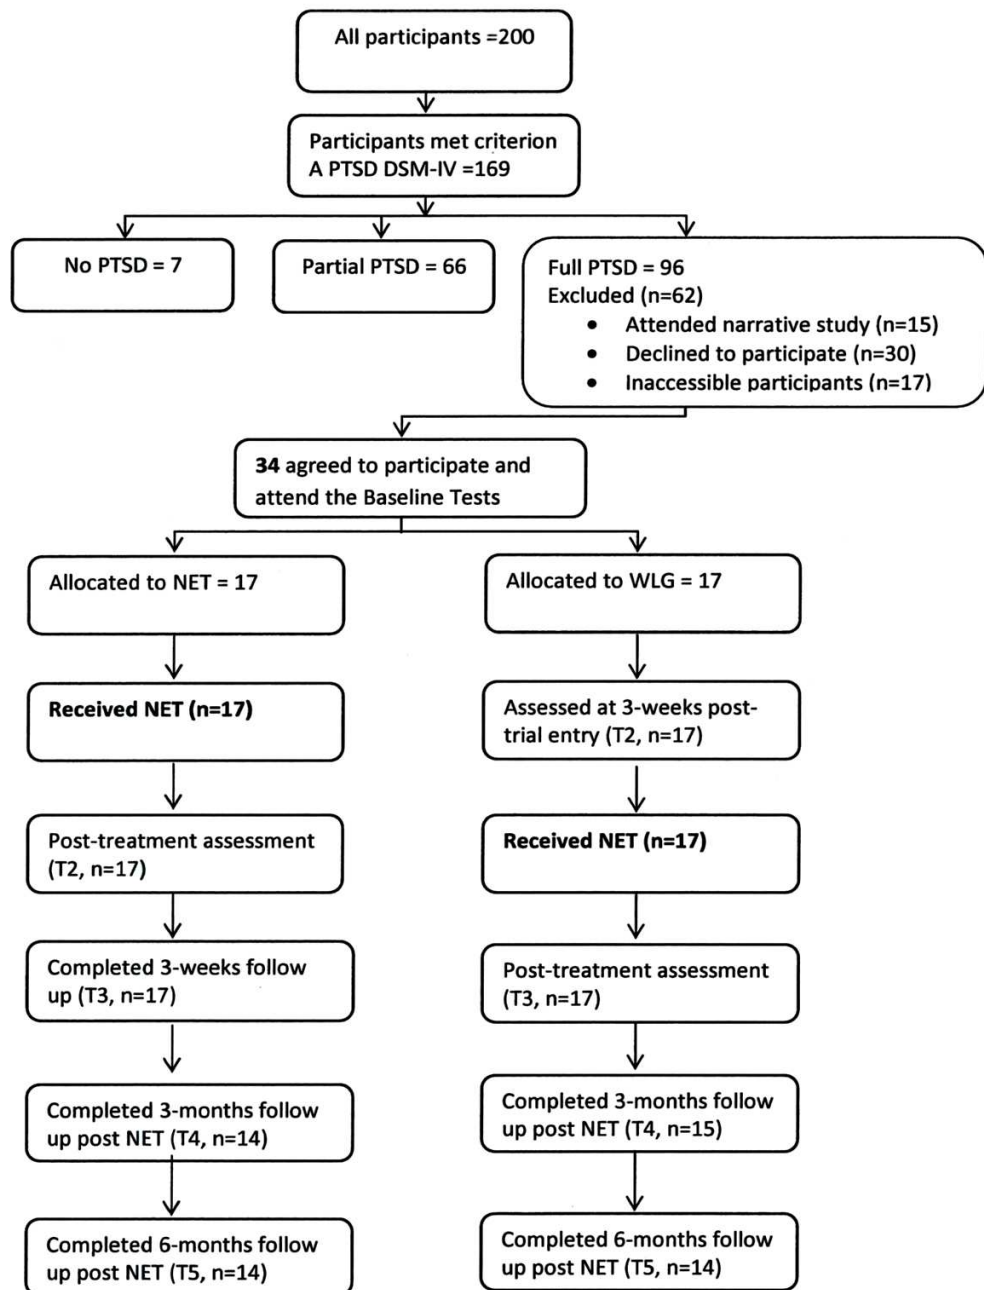 All participants =200
Participants met criterion
A PTSD DSM-IV =169
No PTSD = 7
Partial PTSD = 66
Full PTSD = 96
Excluded (n=62)
• Attended narrative study (n=15)
• Declined to participate (n=30)
• Inaccessible participants (n=17)
34 agreed to participate and
attend the Baseline Tests
Allocated to NET = 17
Allocated to WLG = 17
Received NET (n=17)
Assessed at 3-weeks post-
trial entry (T2, n=17)
Post-treatment assessment
(T2, n=17)
Received NET (n=17)
Completed 3-weeks follow
up (T3, n=17)
Post-treatment assessment
(T3, n=17)
Completed 3-months follow
up post NET (T4, n=14)
Completed 3-months follow
up post NET (T4, n=15)
Completed 6-months follow
up post NET (T5, n=14)
Completed 6-months follow
up post NET (T5, n=14)